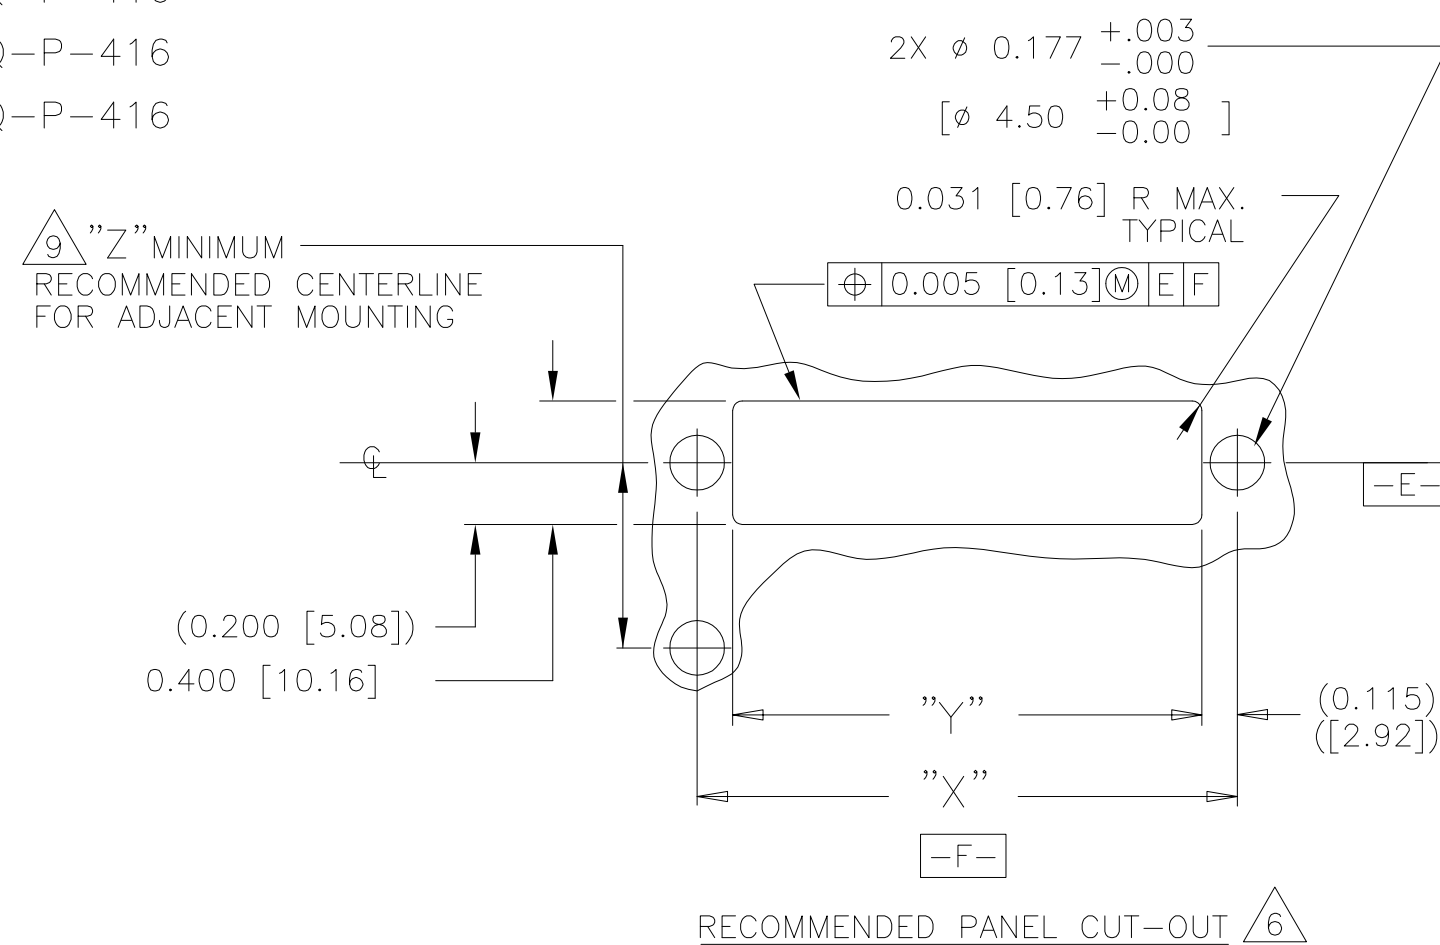 Q-P-416
Q-P-416
2X ⌀ 0.177 +.003
-.000
[⌀ 4.50 +0.08
-0.00 ]
0.031 [0.76] R MAX.
TYPICAL
9 ”Z” MINIMUM
RECOMMENDED CENTERLINE
FOR ADJACENT MOUNTING
⌖ 0.005 [0.13] Ⓜ E F
℄
-E-
(0.200 [5.08])
0.400 [10.16]
”Y”
(0.115)
([2.92])
”X”
-F-
RECOMMENDED PANEL CUT-OUT 6